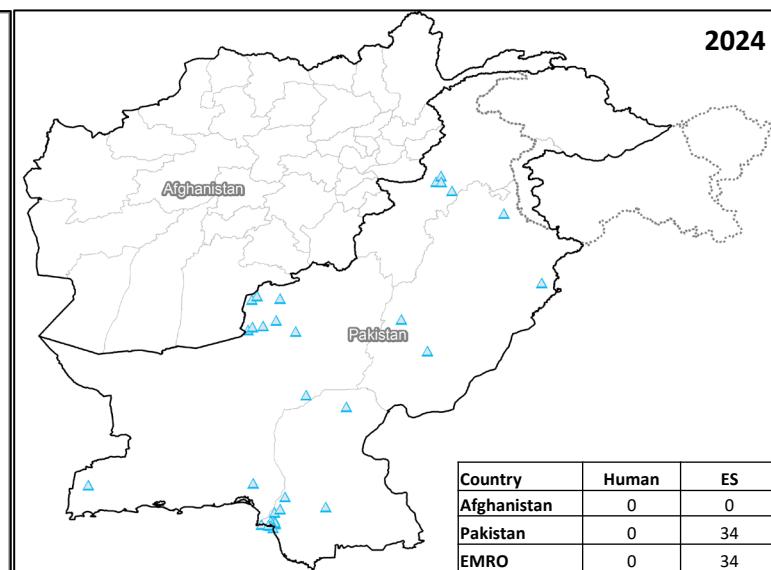 2024
Afghanistan
Pakistan
Country Human ES
Afghanistan 0 0
Pakistan 0 34
EMRO 0 34